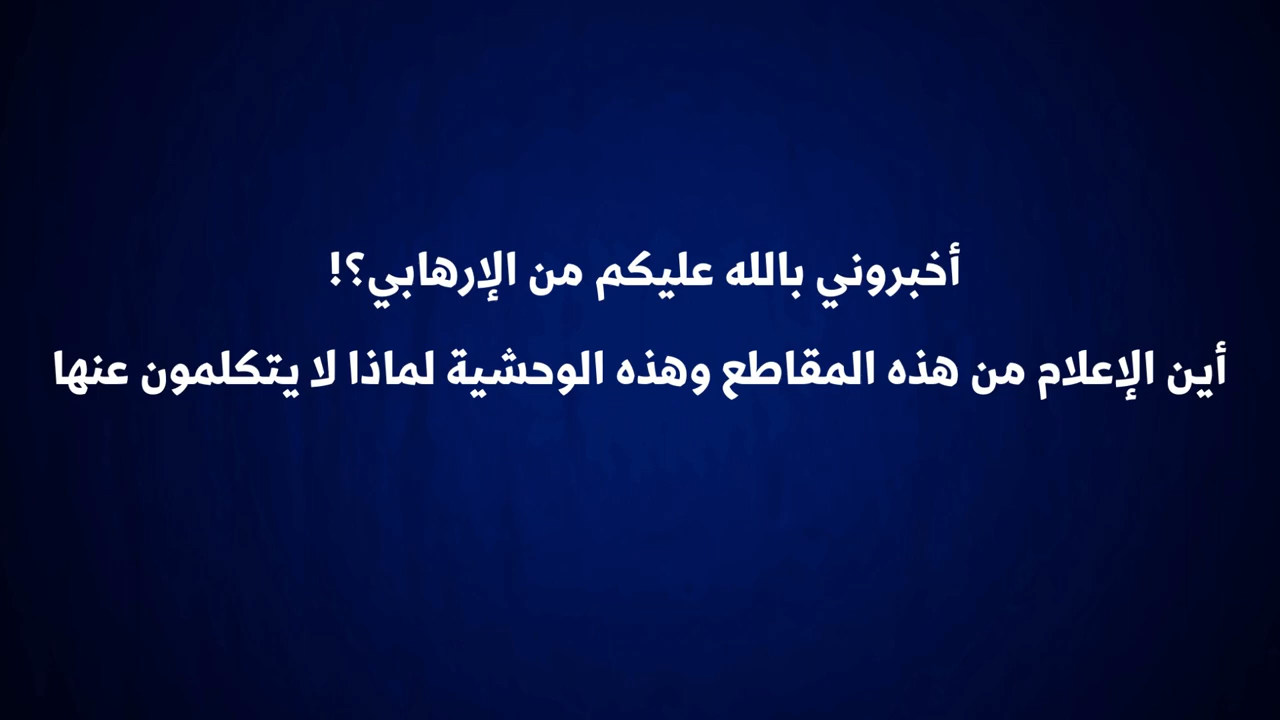 أخبروني بالله عليكم من الإرهابي؟!
أين الإعلام من هذه المقاطع وهذه الوحشية لماذا لا يتكلمون عنها